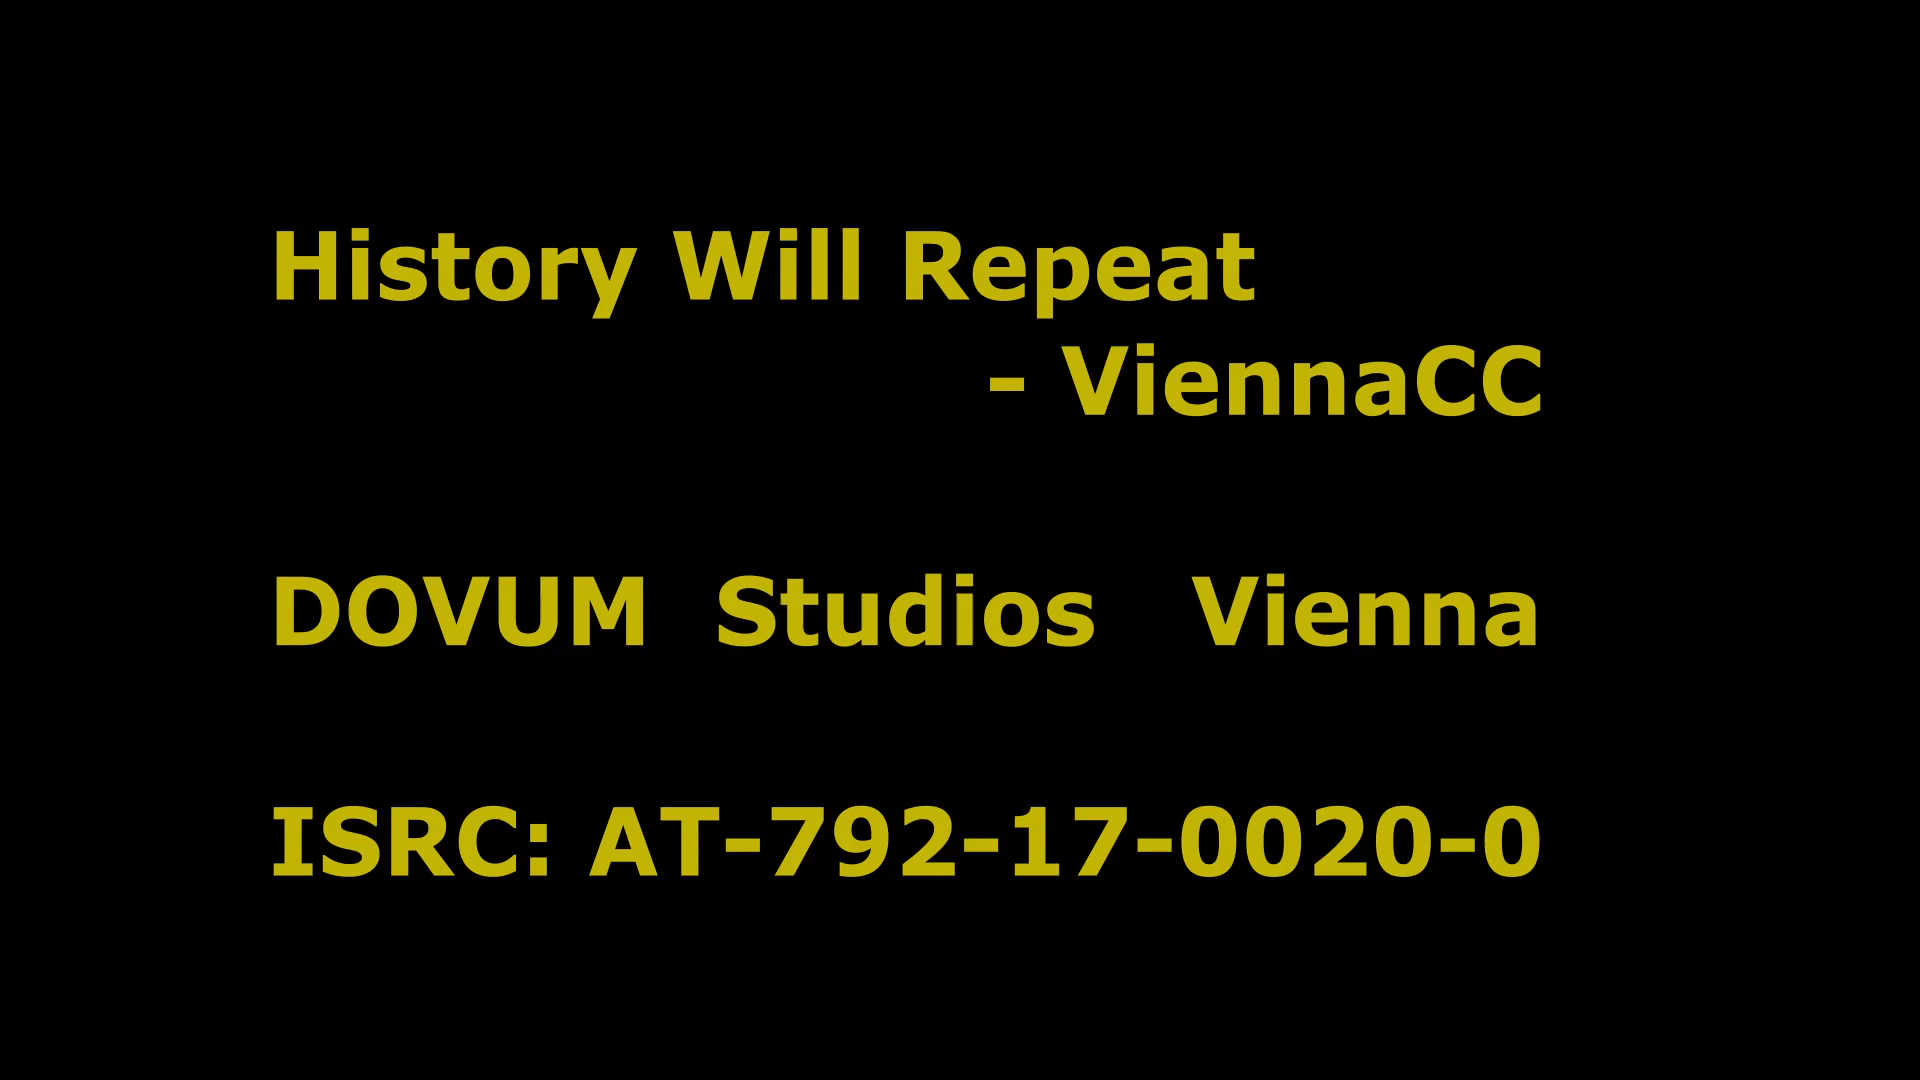 History Will Repeat
- ViennaCC
DOVUM Studios Vienna
ISRC: AT-792-17-0020-0